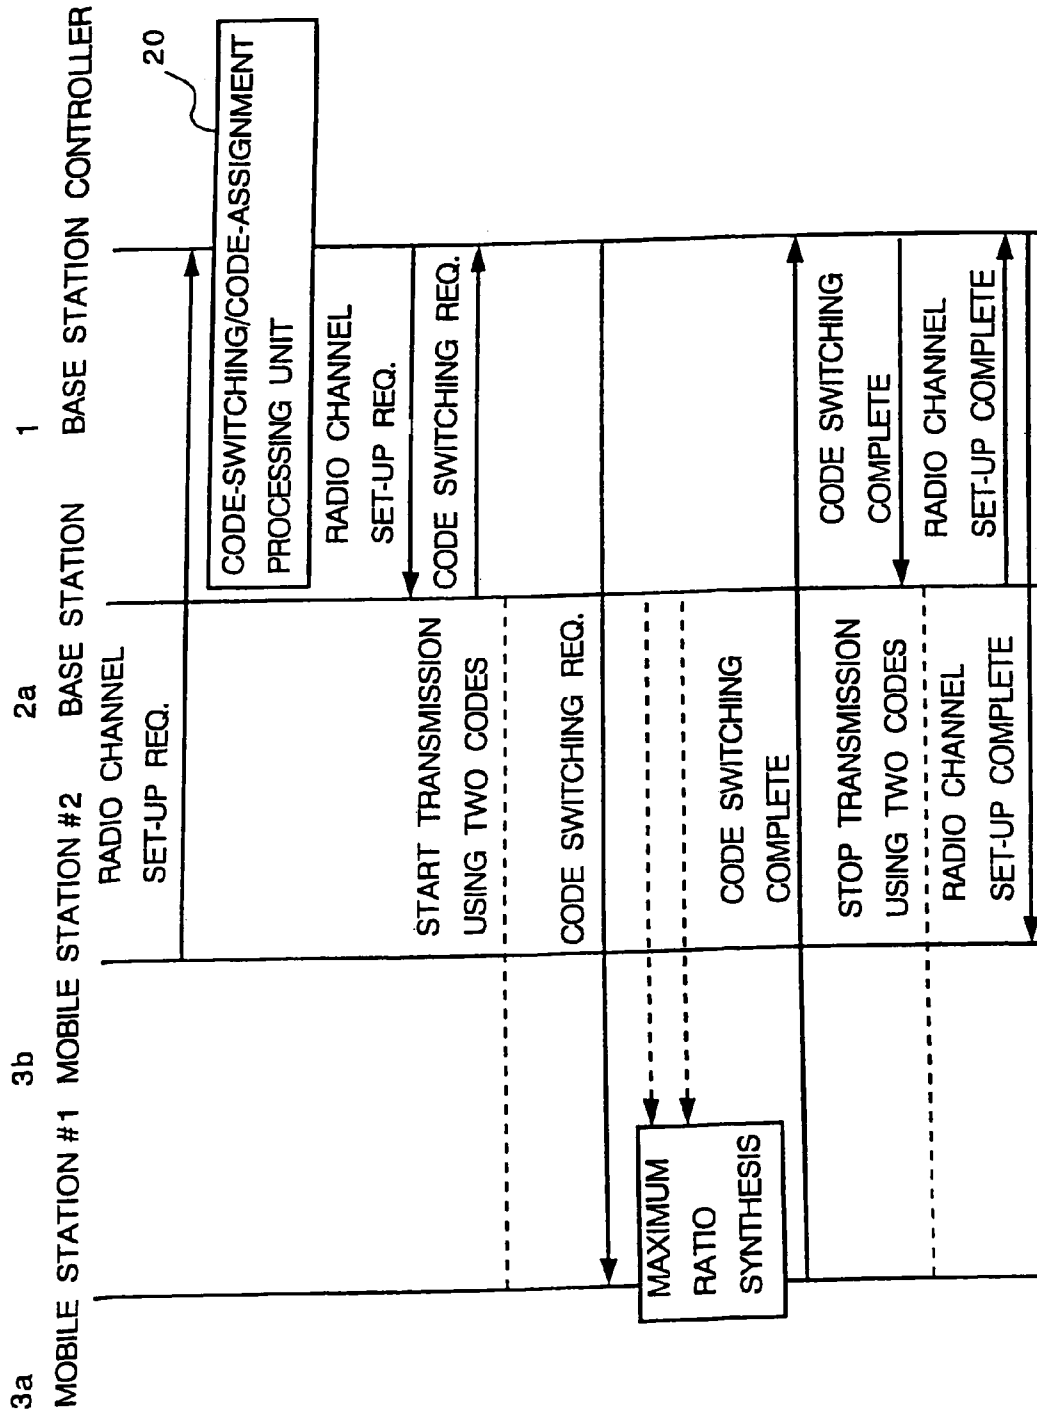 3a
3b
2a
1
MOBILE STATION #1
MOBILE STATION #2
BASE STATION
BASE STATION CONTROLLER
RADIO CHANNEL
SET-UP REQ.
20
CODE-SWITCHING/CODE-ASSIGNMENT
PROCESSING UNIT
RADIO CHANNEL
SET-UP REQ.
START TRANSMISSION
USING TWO CODES
CODE SWITCHING REQ.
CODE SWITCHING REQ.
MAXIMUM
RATIO
SYNTHESIS
CODE SWITCHING
COMPLETE
CODE SWITCHING
COMPLETE
STOP TRANSMISSION
USING TWO CODES
RADIO CHANNEL
SET-UP COMPLETE
RADIO CHANNEL
SET-UP COMPLETE